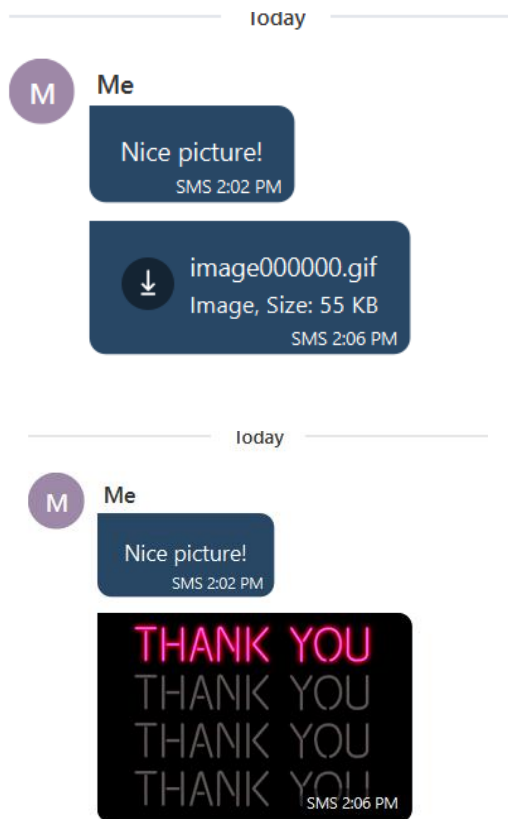 Today
M
Me
Nice picture!
SMS 2:02 PM
image000000.gif
Image, Size: 55 KB
SMS 2:06 PM
Today
M
Me
Nice picture!
SMS 2:02 PM
THANK YOU
THANK YOU
THANK YOU
THANK YOU
SMS 2:06 PM